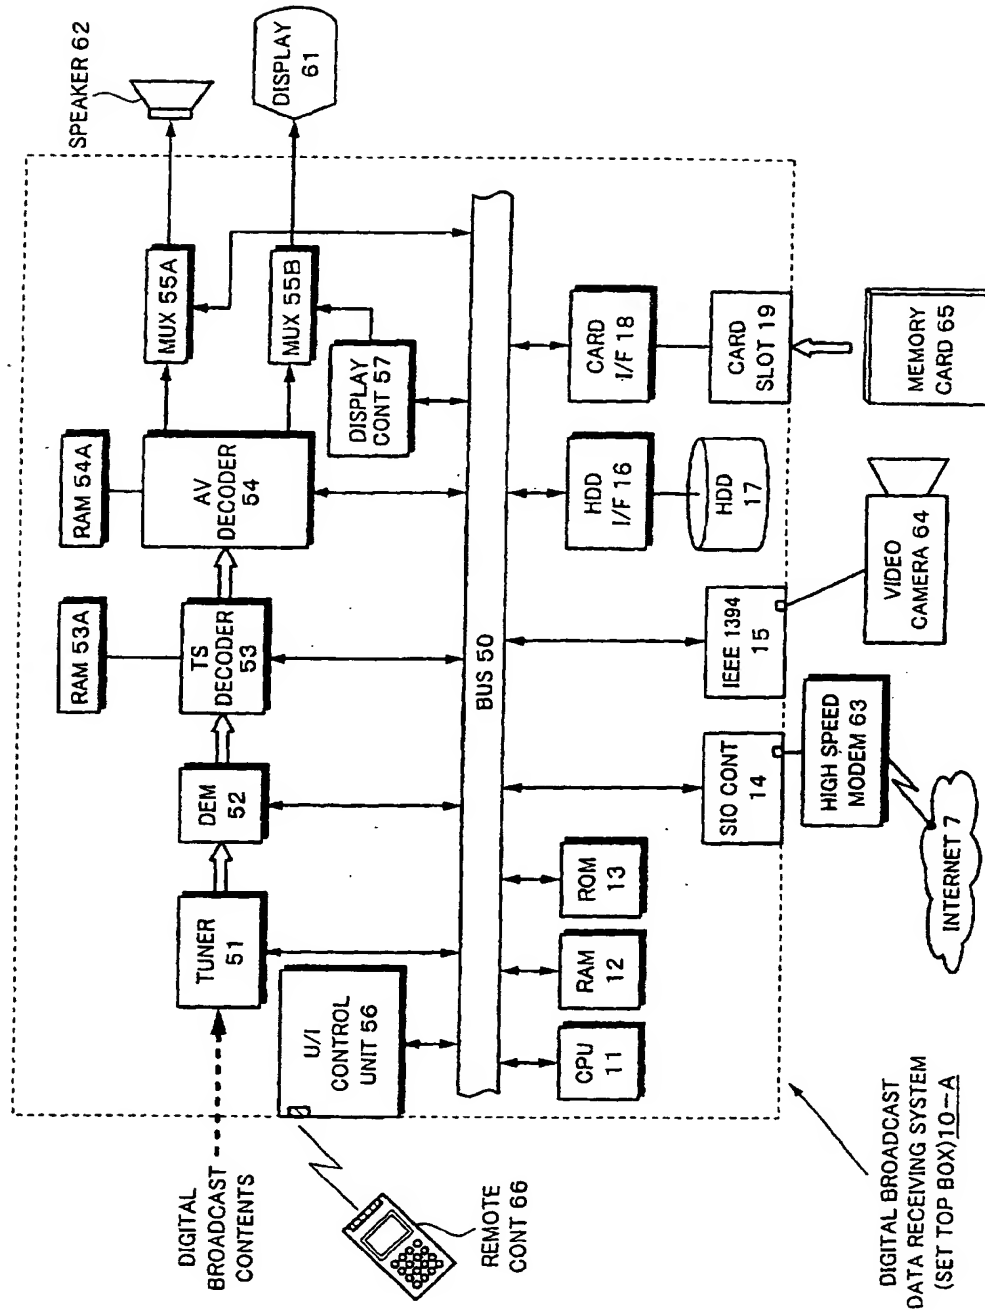 SPEAKER 62
DISPLAY
61
MUX 55A
MUX 55B
DISPLAY
CONT 57
RAM 54A
AV
DECODER
54
RAM 53A
TS
DECODER
53
DEM
52
TUNER
51
U/I
CONTROL
UNIT 56
DIGITAL
BROADCAST
CONTENTS
REMOTE
CONT 66
BUS 50
CPU
11
RAM
12
ROM
13
SIO CONT
14
IEEE 1394
15
HDD
I/F 16
HDD
17
CARD
I/F 18
CARD
SLOT 19
MEMORY
CARD 65
VIDEO
CAMERA 64
HIGH SPEED
MODEM 63
INTERNET 7
DIGITAL BROADCAST
DATA RECEIVING SYSTEM
(SET TOP BOX)10-A